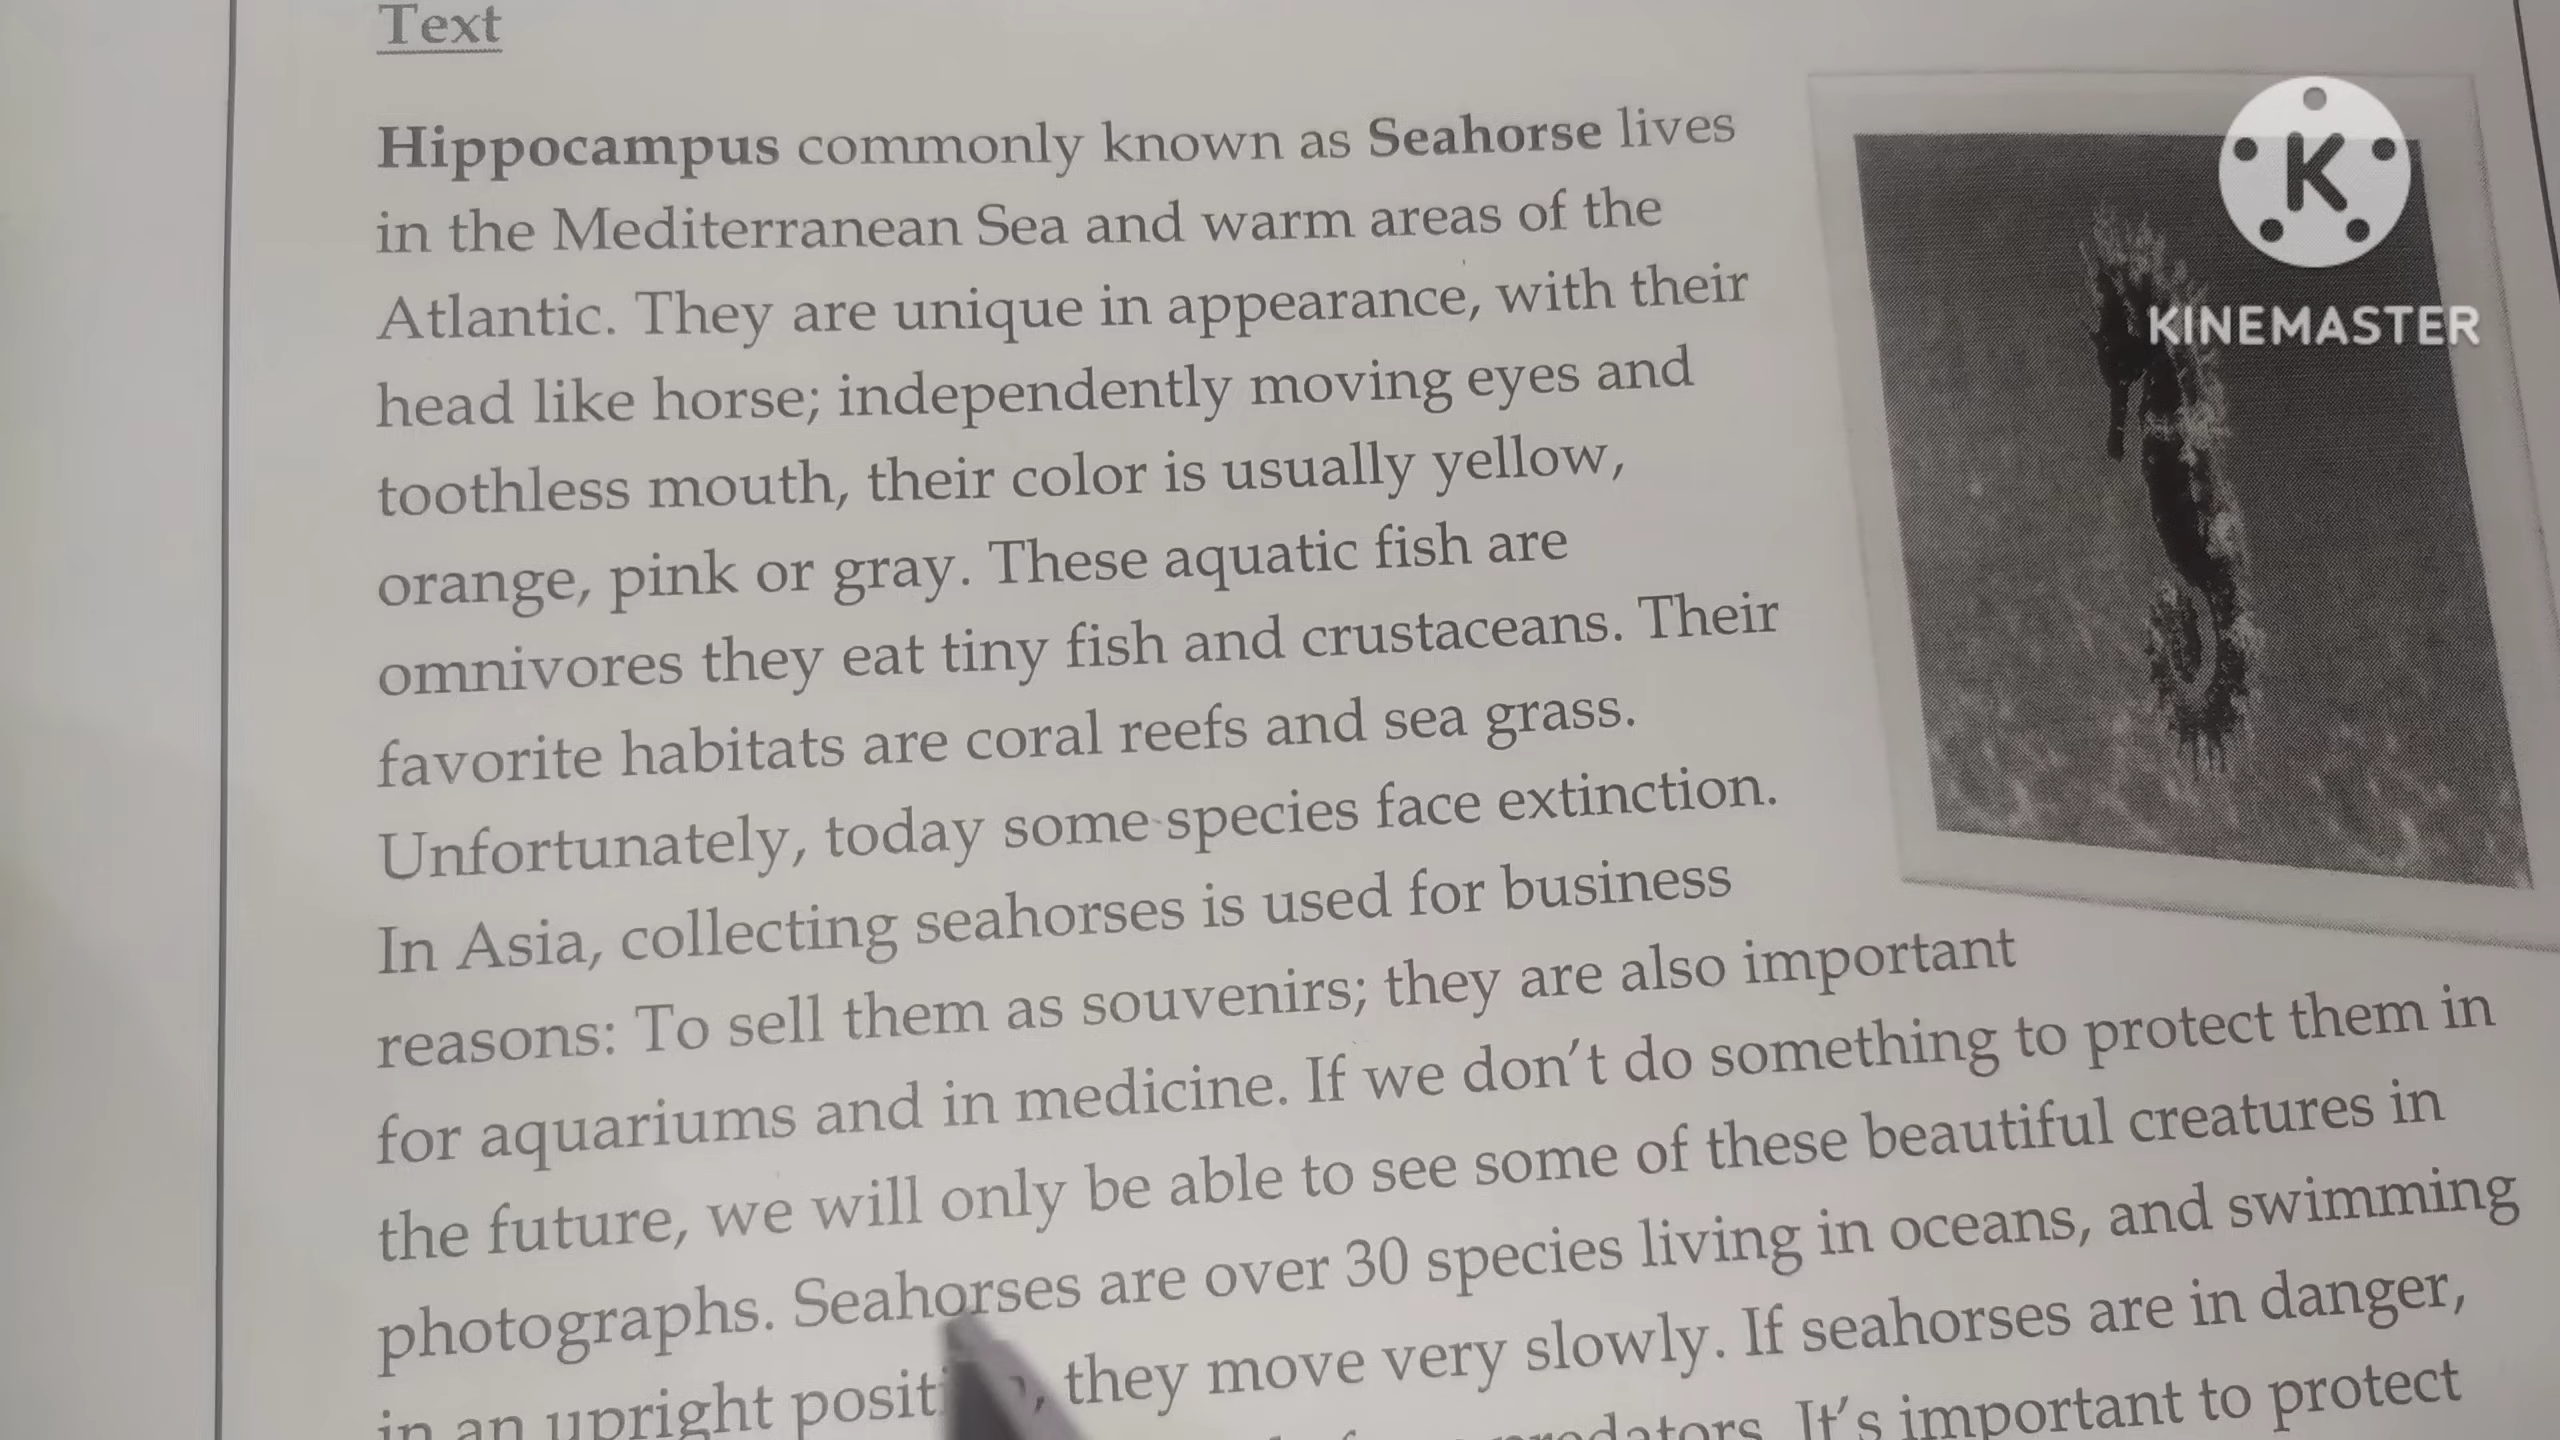 Text
Hippocampus commonly known as Seahorse lives
in the Mediterranean Sea and warm areas of the
Atlantic. They are unique in appearance, with their
head like horse; independently moving eyes and
toothless mouth, their color is usually yellow,
orange, pink or gray. These aquatic fish are
omnivores they eat tiny fish and crustaceans. Their
favorite habitats are coral reefs and sea grass.
Unfortunately, today some species face extinction.
In Asia, collecting seahorses is used for business
reasons: To sell them as souvenirs; they are also important
for aquariums and in medicine. If we don't do something to protect them in
the future, we will only be able to see some of these beautiful creatures in
photographs. Seahorses are over 30 species living in oceans, and swimming
in an upright they move very slowly. If seahorses are in danger,
It's important to protect
K
KINEMASTER